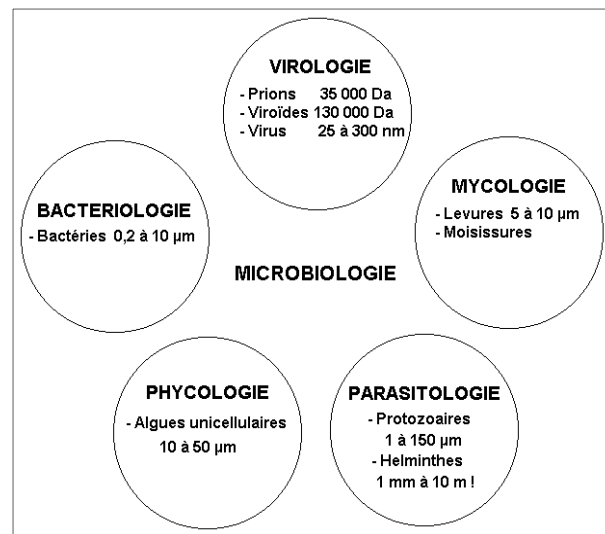 VIROLOGIE
- Prions 35 000 Da
- Viroïdes 130 000 Da
- Virus 25 à 300 nm
BACTERIOLOGIE
- Bactéries 0,2 à 10 µm
MYCOLOGIE
- Levures 5 à 10 µm
- Moisissures
MICROBIOLOGIE
PHYCOLOGIE
- Algues unicellulaires
10 à 50 µm
PARASITOLOGIE
- Protozoaires
1 à 150 µm
- Helminthes
1 mm à 10 m !